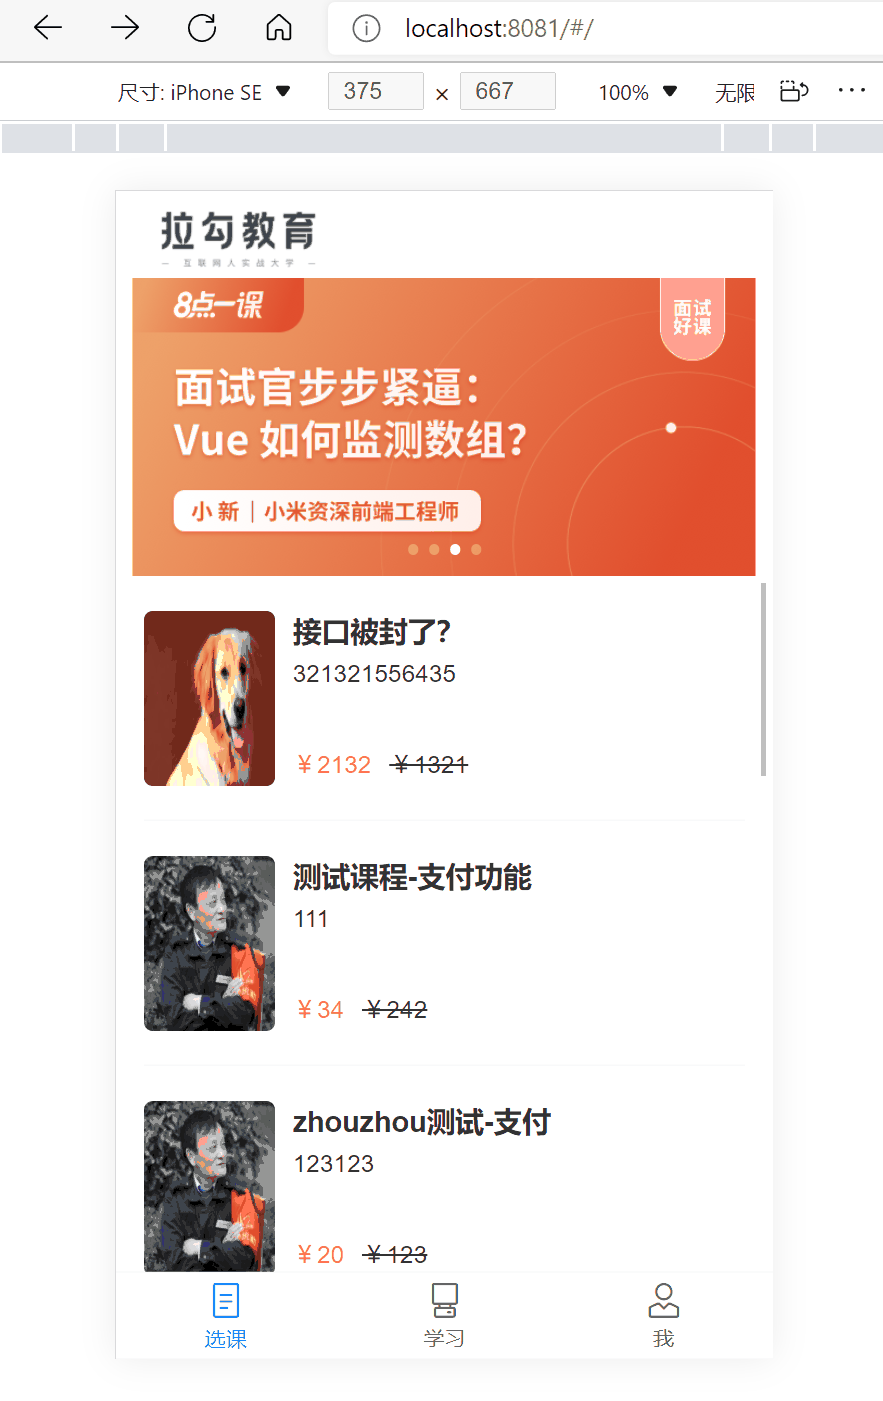 localhost:8081/#/
尺寸: iPhone SE 375 × 667 100% 无限
拉勾教育
— 互联网人实战大学 —
8点一课
面试
好课
面试官步步紧逼：
Vue 如何监测数组？
小 新｜小米资深前端工程师
接口被封了？
321321556435
￥2132 ￥1321
测试课程-支付功能
111
￥34 ￥242
zhouzhou测试-支付
123123
￥20 ￥123
选课 学习 我